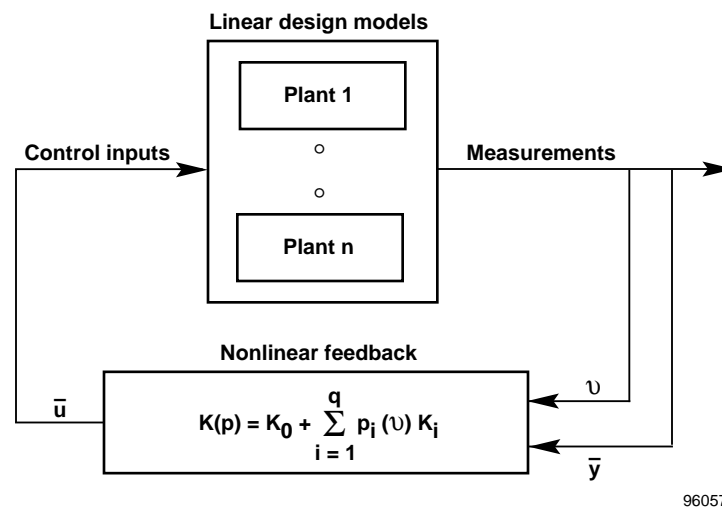 Linear design models
Plant 1
Control inputs
Measurements
Plant n
Nonlinear feedback
υ
u̅
q
K(p) = K₀ + ∑ pᵢ (υ) Kᵢ
i = 1
y̅
96057